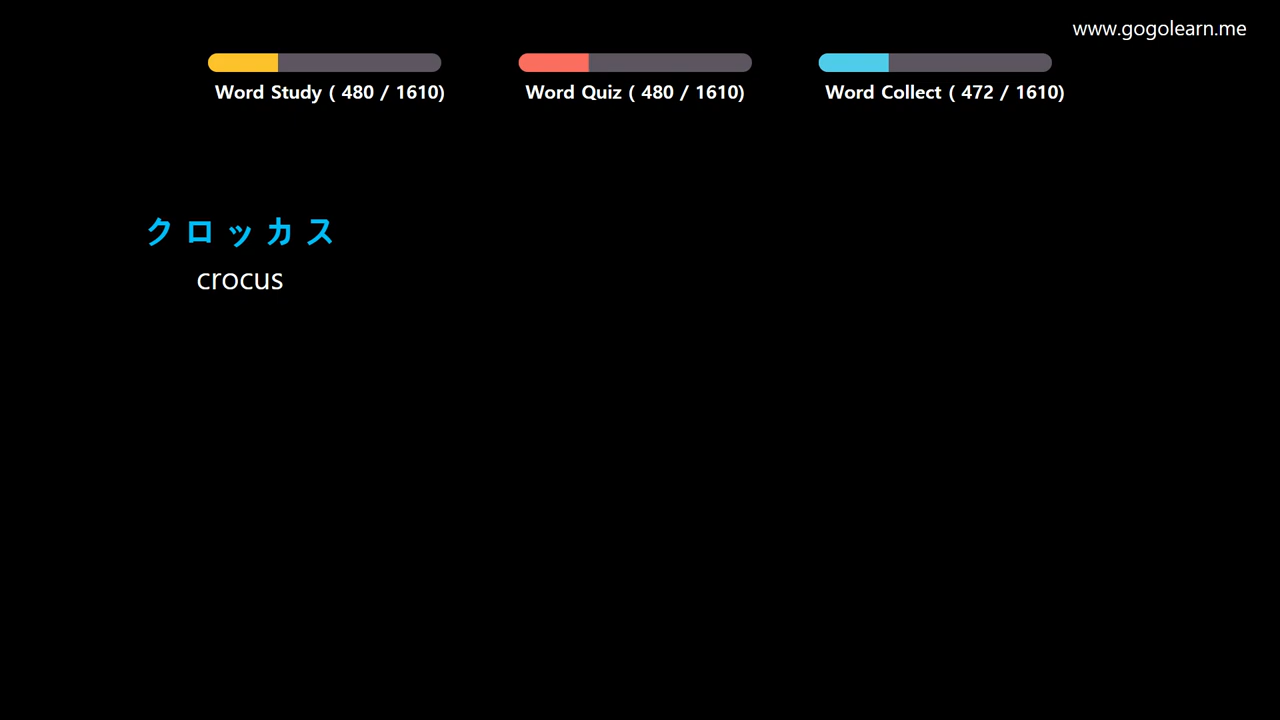 www.gogolearn.me
Word Study ( 480 / 1610)
Word Quiz ( 480 / 1610)
Word Collect ( 472 / 1610)
クロッカス
crocus